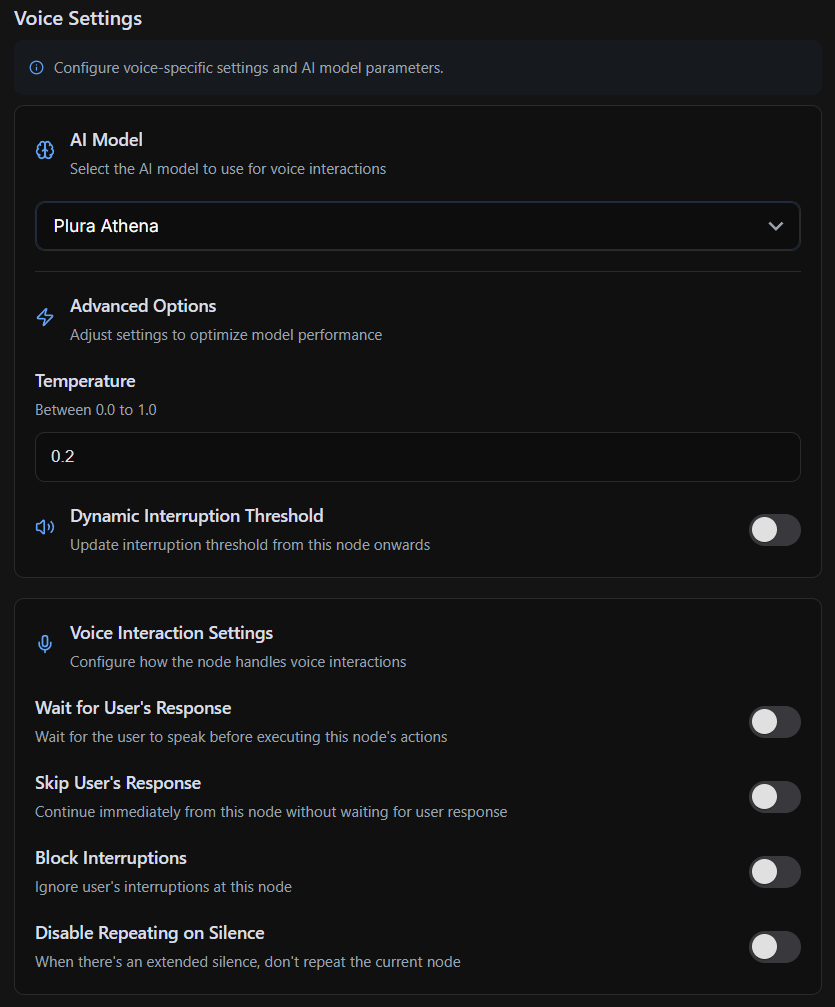 Voice Settings
Configure voice-specific settings and AI model parameters.
AI Model
Select the AI model to use for voice interactions
Plura Athena
Advanced Options
Adjust settings to optimize model performance
Temperature
Between 0.0 to 1.0
0.2
Dynamic Interruption Threshold
Update interruption threshold from this node onwards
Voice Interaction Settings
Configure how the node handles voice interactions
Wait for User's Response
Wait for the user to speak before executing this node's actions
Skip User's Response
Continue immediately from this node without waiting for user response
Block Interruptions
Ignore user's interruptions at this node
Disable Repeating on Silence
When there's an extended silence, don't repeat the current node